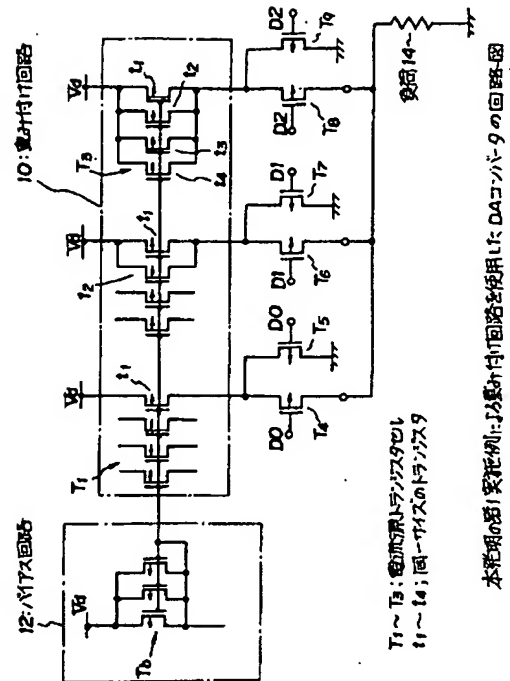 10:重み付け回路
Vd
Vd
Vd
t1
t2
t3
t4
T3
t1
t2
t1
T1
12:バイアス回路
Vd
Tb
D2
D2
T9
T8
D1
D1
T7
T6
D0
D0
T5
T4
負荷14~
T1~T3;電流源トランジスタセル
t1~t4;同一サイズのトランジスタ
本発明の第1実施例による重み付け回路を使用したDAコンバータの回路図